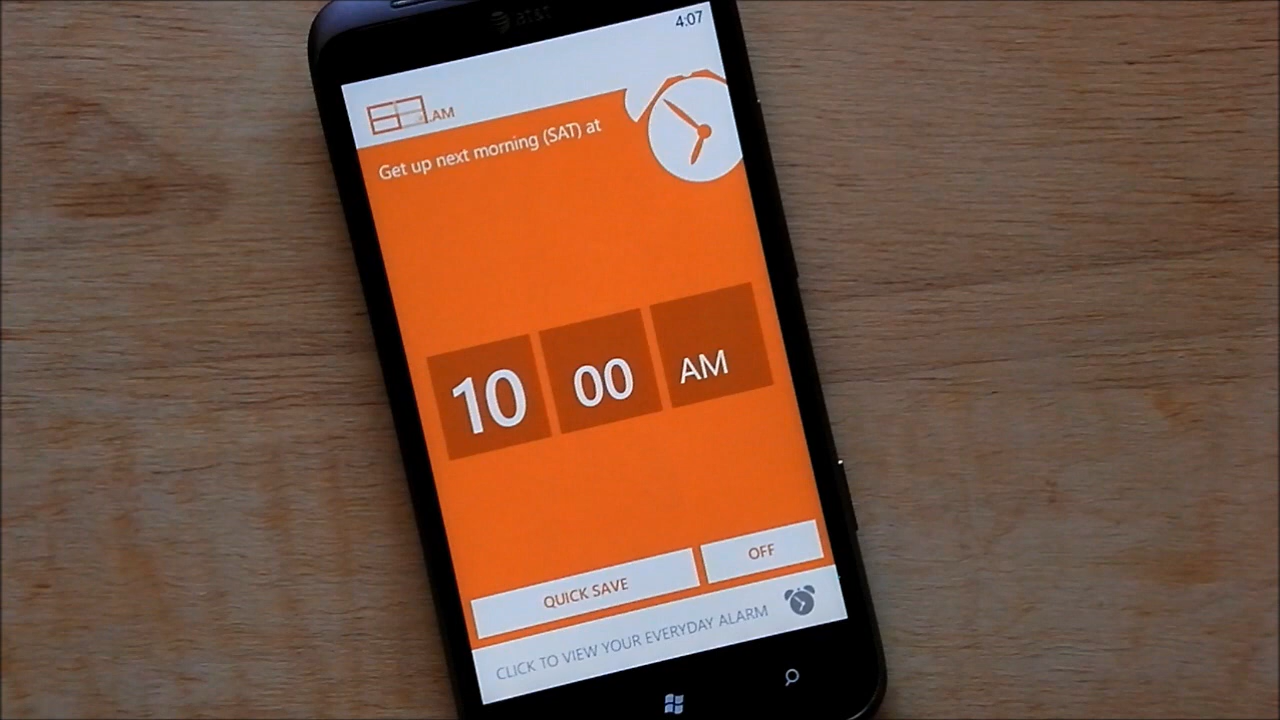 at&t
4:07
.AM
Get up next morning (SAT) at
10 00 AM
QUICK SAVE OFF
CLICK TO VIEW YOUR EVERYDAY ALARM